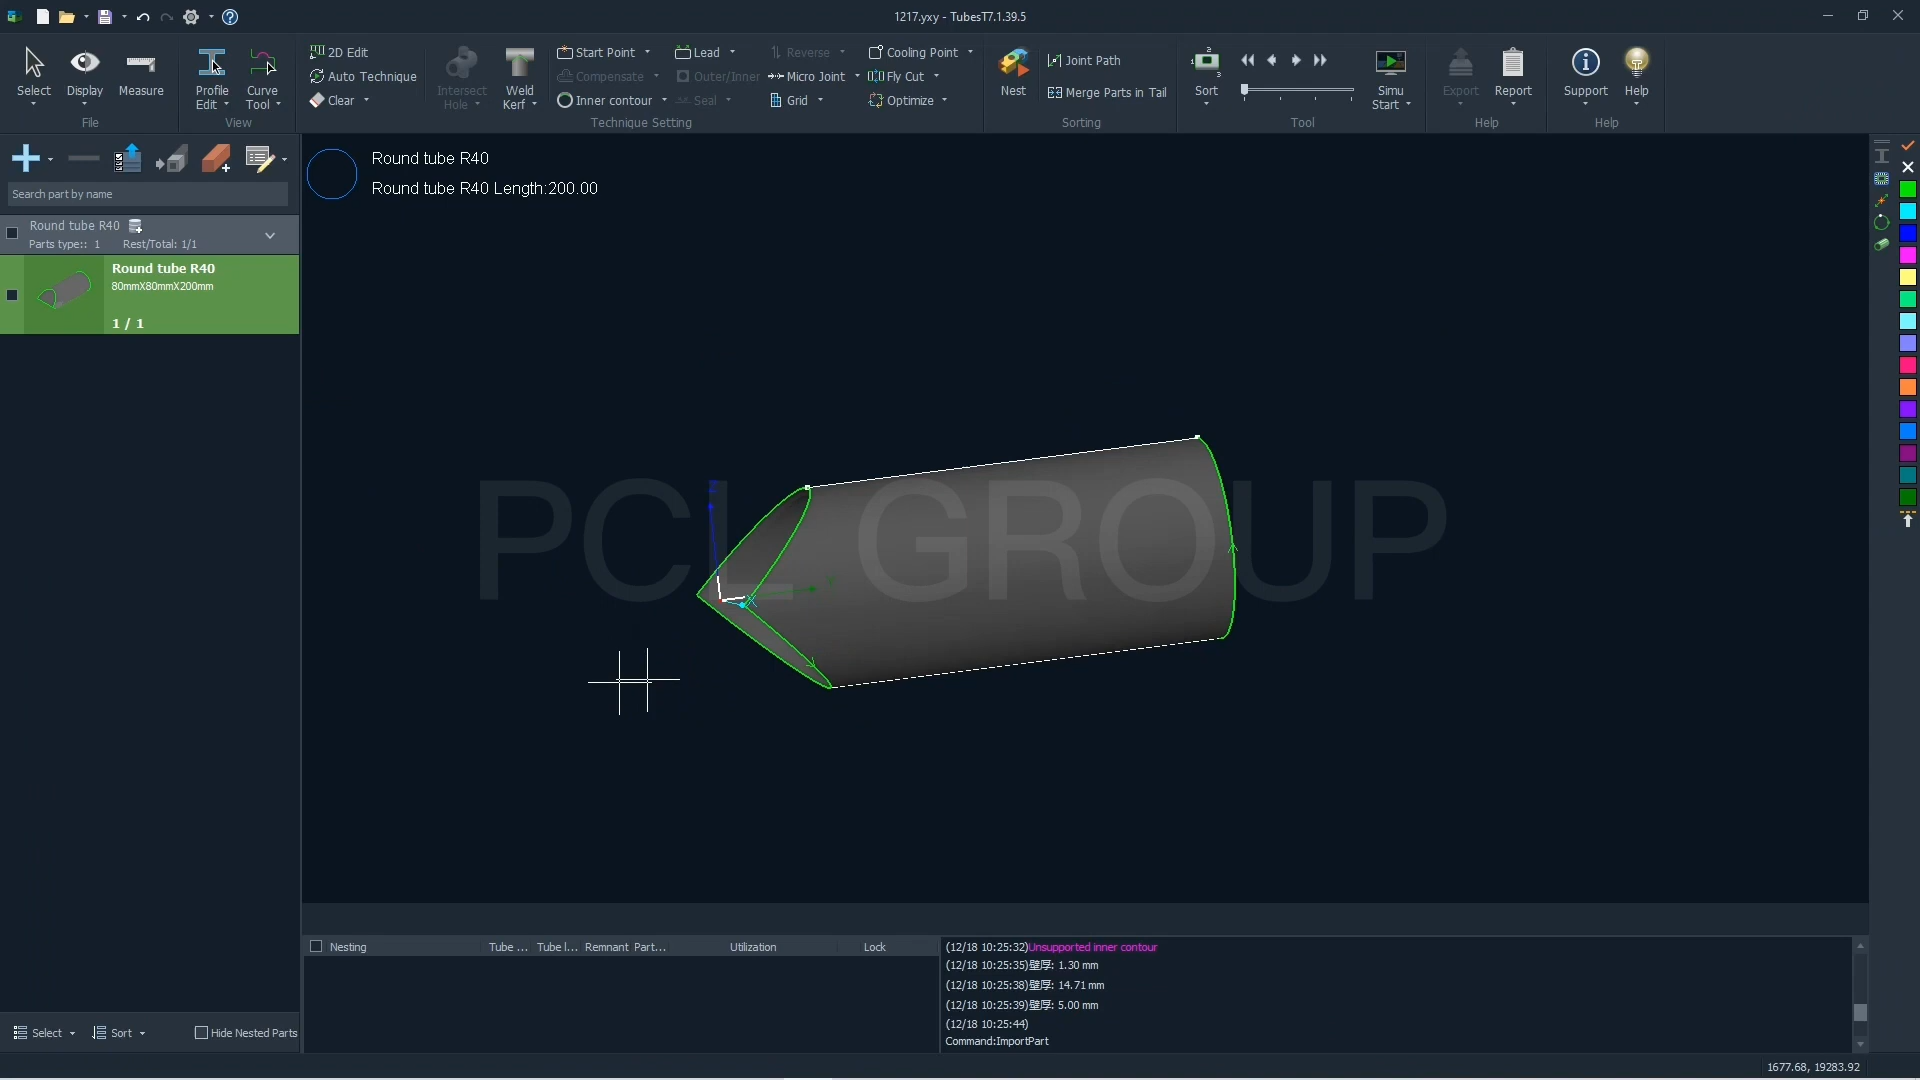 1217.yxy - TubesT7.1.39.5
Select
Display
Measure
File
Profile
Edit
Curve
Tool
View
2D Edit
Auto Technique
Clear
Intersect
Hole
Weld
Kerf
Start Point
Compensate
Inner contour
Lead
Outer/Inner
Seal
Reverse
Micro Joint
Grid
Cooling Point
Fly Cut
Optimize
Technique Setting
Nest
Joint Path
Merge Parts in Tail
Sorting
Sort
Simu
Start
Tool
Export
Report
Help
Support
Help
Help
Search part by name
Round tube R40
Parts type:: 1 Rest/Total: 1/1
Round tube R40
80mmX80mmX200mm
1 / 1
Round tube R40
Round tube R40 Length:200.00
PCL GROUP
Nesting Tube ... Tube l... Remnant Part... Utilization Lock
(12/18 10:25:32)Unsupported inner contour
(12/18 10:25:35)壁厚: 1.30 mm
(12/18 10:25:38)壁厚: 14.71 mm
(12/18 10:25:39)壁厚: 5.00 mm
(12/18 10:25:44)
Command:ImportPart
Select Sort Hide Nested Parts
1677.68, 19283.92